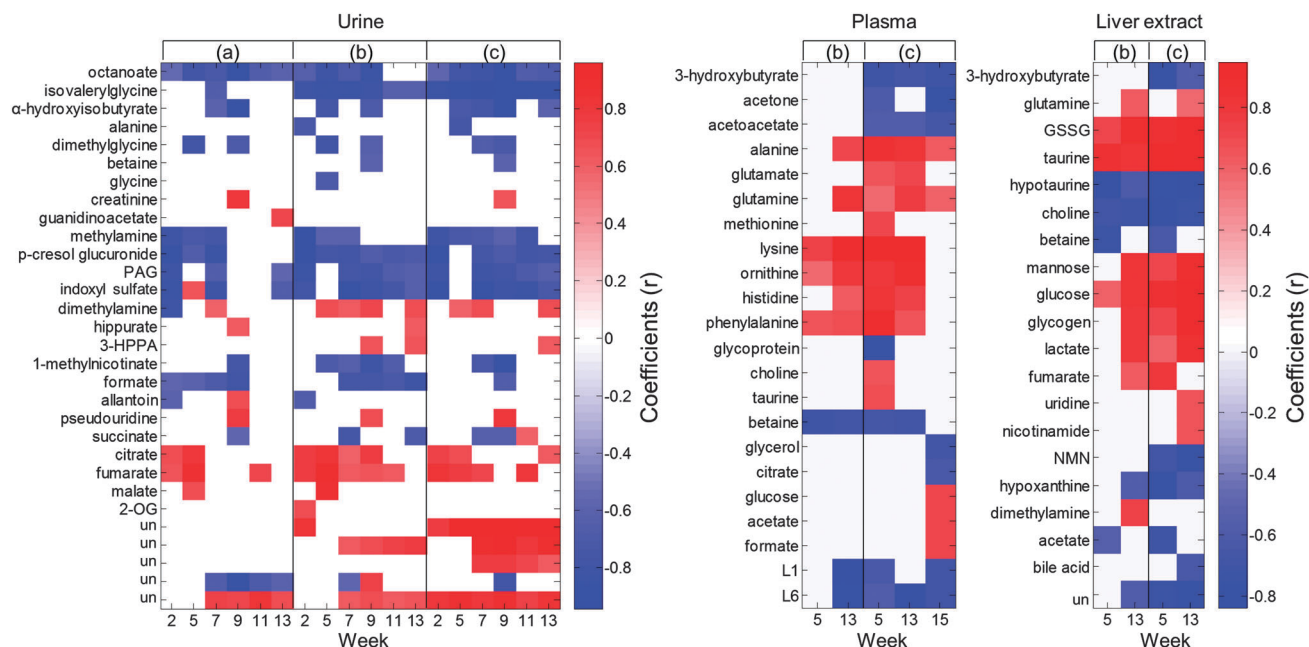 Urine
(a) (b) (c)
octanoate
isovalerylglycine
α-hydroxyisobutyrate
alanine
dimethylglycine
betaine
glycine
creatinine
guanidinoacetate
methylamine
p-cresol glucuronide
PAG
indoxyl sulfate
dimethylamine
hippurate
3-HPPA
1-methylnicotinate
formate
allantoin
pseudouridine
succinate
citrate
fumarate
malate
2-OG
un
un
un
un
un
2 5 7 9 11 13 2 5 7 9 11 13 2 5 7 9 11 13
Week
0.8
0.6
0.4
0.2
0
-0.2
-0.4
-0.6
-0.8
Coefficients (r)
Plasma
(b) (c)
3-hydroxybutyrate
acetone
acetoacetate
alanine
glutamate
glutamine
methionine
lysine
ornithine
histidine
phenylalanine
glycoprotein
choline
taurine
betaine
glycerol
citrate
glucose
acetate
formate
L1
L6
5 13 5 13 15
Week
Liver extract
(b) (c)
3-hydroxybutyrate
glutamine
GSSG
taurine
hypotaurine
choline
betaine
mannose
glucose
glycogen
lactate
fumarate
uridine
nicotinamide
NMN
hypoxanthine
dimethylamine
acetate
bile acid
un
5 13 5 13
Week
0.8
0.6
0.4
0.2
0
-0.2
-0.4
-0.6
-0.8
Coefficients (r)